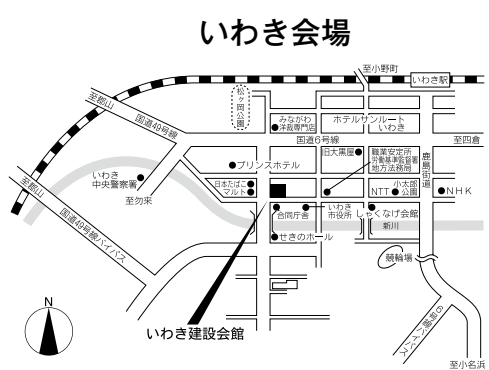 いわき会場
至小野町
いわき駅
至郡山
松ヶ岡公園
国道49号線
みながわ
洋裁専門店
ホテルサンルート
いわき
国道6号線
至四倉
旧大黒屋
職業安定所
労働基準監督署
地方法務局
鹿島街道
プリンスホテル
いわき
中央警察署
至勿来
日本たばこ
マルト
NTT
小太郎
公園
NHK
至郡山
国道49号線バイパス
合同庁舎
いわき
市役所
しゃくなげ会館
新川
せきのホール
競輪場
N
いわき建設会館
6号線バイパス
至小名浜